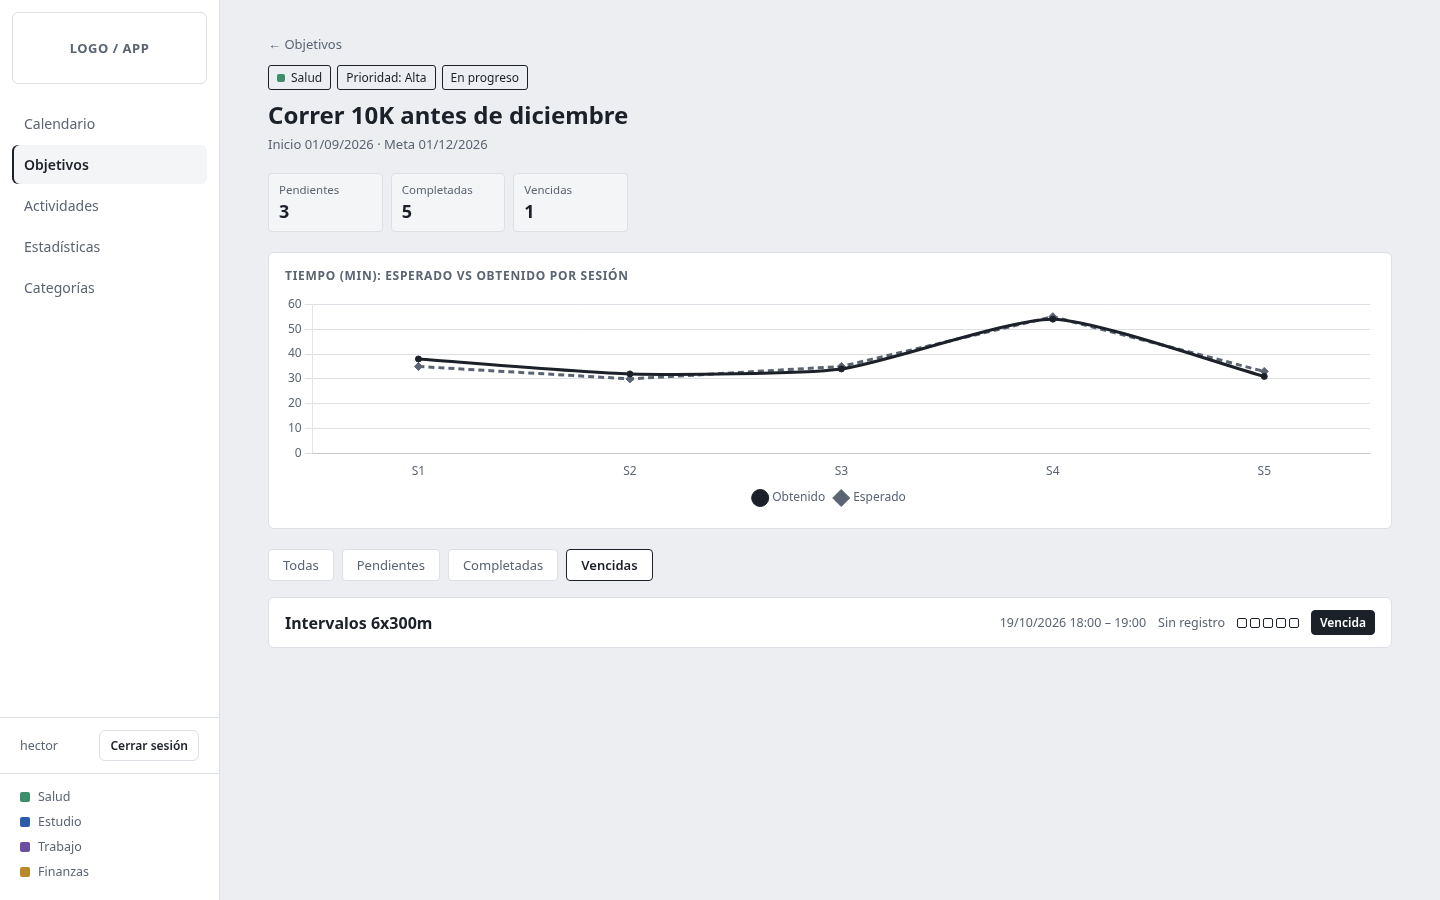 LOGO / APP
Calendario
Objetivos
Actividades
Estadísticas
Categorías
hector
Cerrar sesión
Salud
Estudio
Trabajo
Finanzas
← Objetivos
Salud
Prioridad: Alta
En progreso
Correr 10K antes de diciembre
Inicio 01/09/2026 · Meta 01/12/2026
Pendientes
3
Completadas
5
Vencidas
1
TIEMPO (MIN): ESPERADO VS OBTENIDO POR SESIÓN
60
50
40
30
20
10
0
S1 S2 S3 S4 S5
Obtenido Esperado
Todas
Pendientes
Completadas
Vencidas
Intervalos 6x300m
19/10/2026 18:00 – 19:00 Sin registro
Vencida